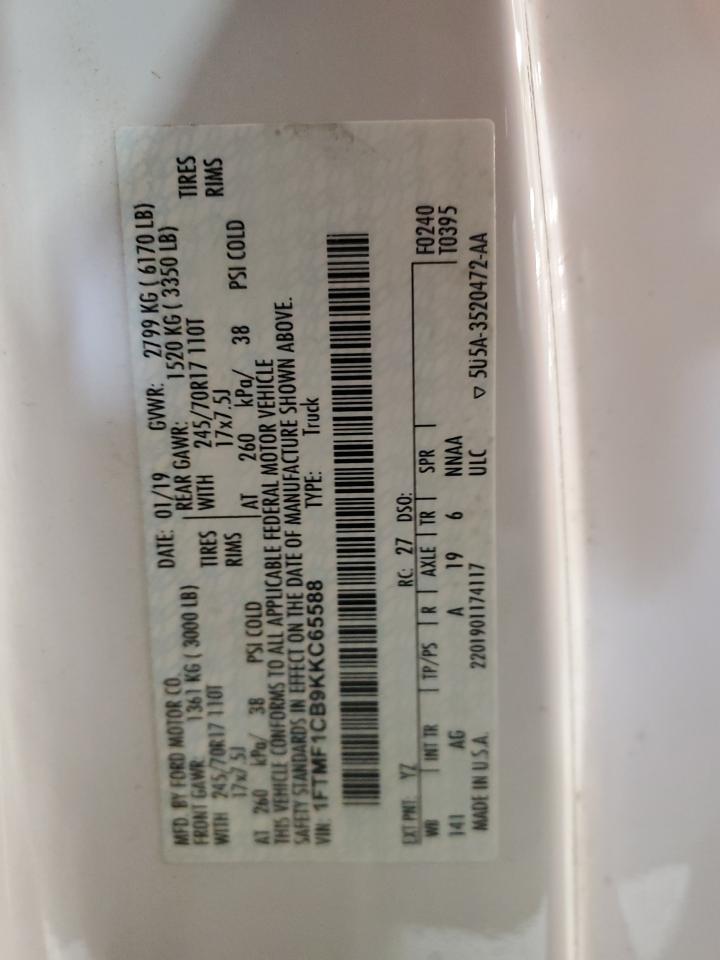 MFD. BY FORD MOTOR CO.
DATE: 01/19 GVWR: 2799 KG ( 6170 LB)
FRONT GAWR: 1361 KG ( 3000 LB) REAR GAWR: 1520 KG ( 3350 LB)
WITH 245/70R17 110T TIRES WITH 245/70R17 110T TIRES
17x7.5J RIMS 17x7.5J RIMS
AT 260 kPa/ 38 PSI COLD AT 260 kPa/ 38 PSI COLD
THIS VEHICLE CONFORMS TO ALL APPLICABLE FEDERAL MOTOR VEHICLE
SAFETY STANDARDS IN EFFECT ON THE DATE OF MANUFACTURE SHOWN ABOVE.
VIN: 1FTMF1CB9KKC65588 TYPE: Truck
EXT PNT: YZ RC: 27 DSO: F0240
WB INT TR TP/PS R AXLE TR SPR T0395
141 AG A 19 6 NNAA
MADE IN U.S.A. 2201901174117 ULC ▽ 5U5A-3520472-AA